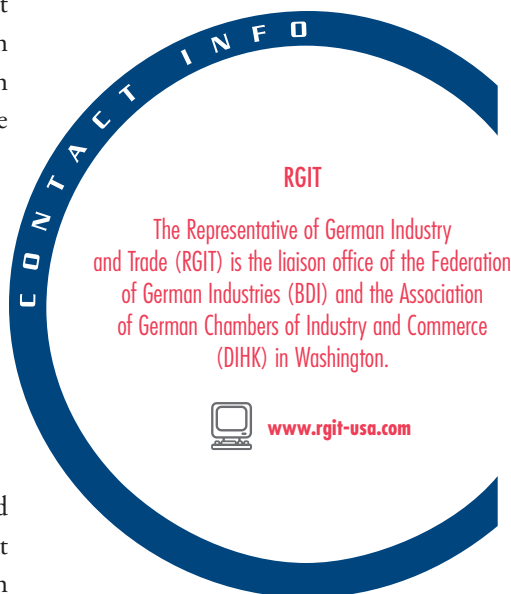 t
n
n
e
CONTACT INFO
RGIT
The Representative of German Industry
and Trade (RGIT) is the liaison office of the Federation
of German Industries (BDI) and the Association
of German Chambers of Industry and Commerce
(DIHK) in Washington.
www.rgit-usa.com
d
t
n